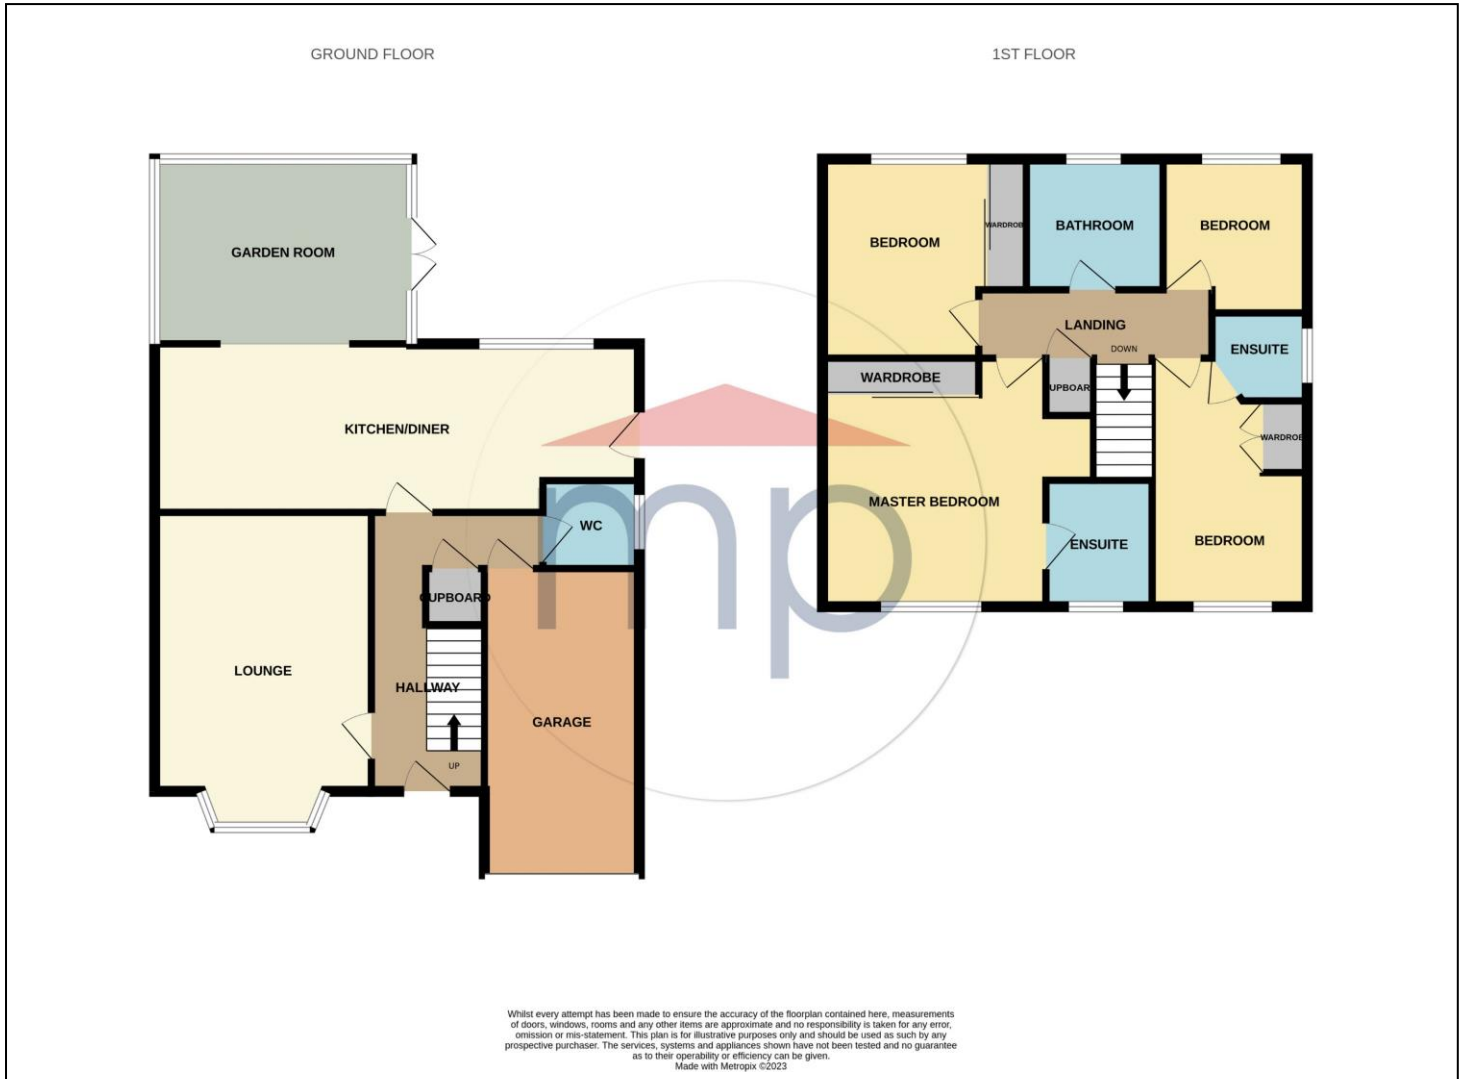 GROUND FLOOR
1ST FLOOR
GARDEN ROOM
KITCHEN/DINER
WC
CUPBOARD
LOUNGE
HALLWAY
GARAGE
UP
BEDROOM
WARDROBE
BATHROOM
BEDROOM
LANDING
DOWN
ENSUITE
WARDROBE
UPBOAR
WARDROBE
MASTER BEDROOM
ENSUITE
BEDROOM
mp
Whilst every attempt has been made to ensure the accuracy of the floorplan contained here, measurements
of doors, windows, rooms and any other items are approximate and no responsibility is taken for any error,
omission or mis-statement. This plan is for illustrative purposes only and should be used as such by any
prospective purchaser. The services, systems and appliances shown have not been tested and no guarantee
as to their operability or efficiency can be given.
Made with Metropix ©2023